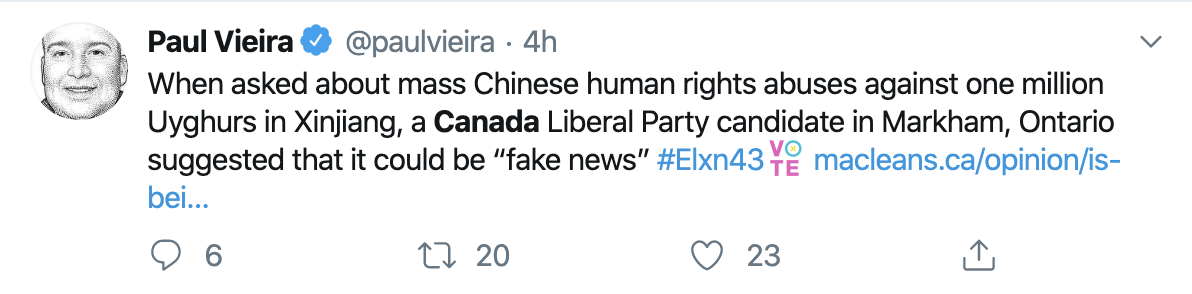 Paul Vieira @paulvieira · 4h
When asked about mass Chinese human rights abuses against one million
Uyghurs in Xinjiang, a Canada Liberal Party candidate in Markham, Ontario
suggested that it could be “fake news” #Elxn43 VOTE macleans.ca/opinion/is-
bei...
6 20 23